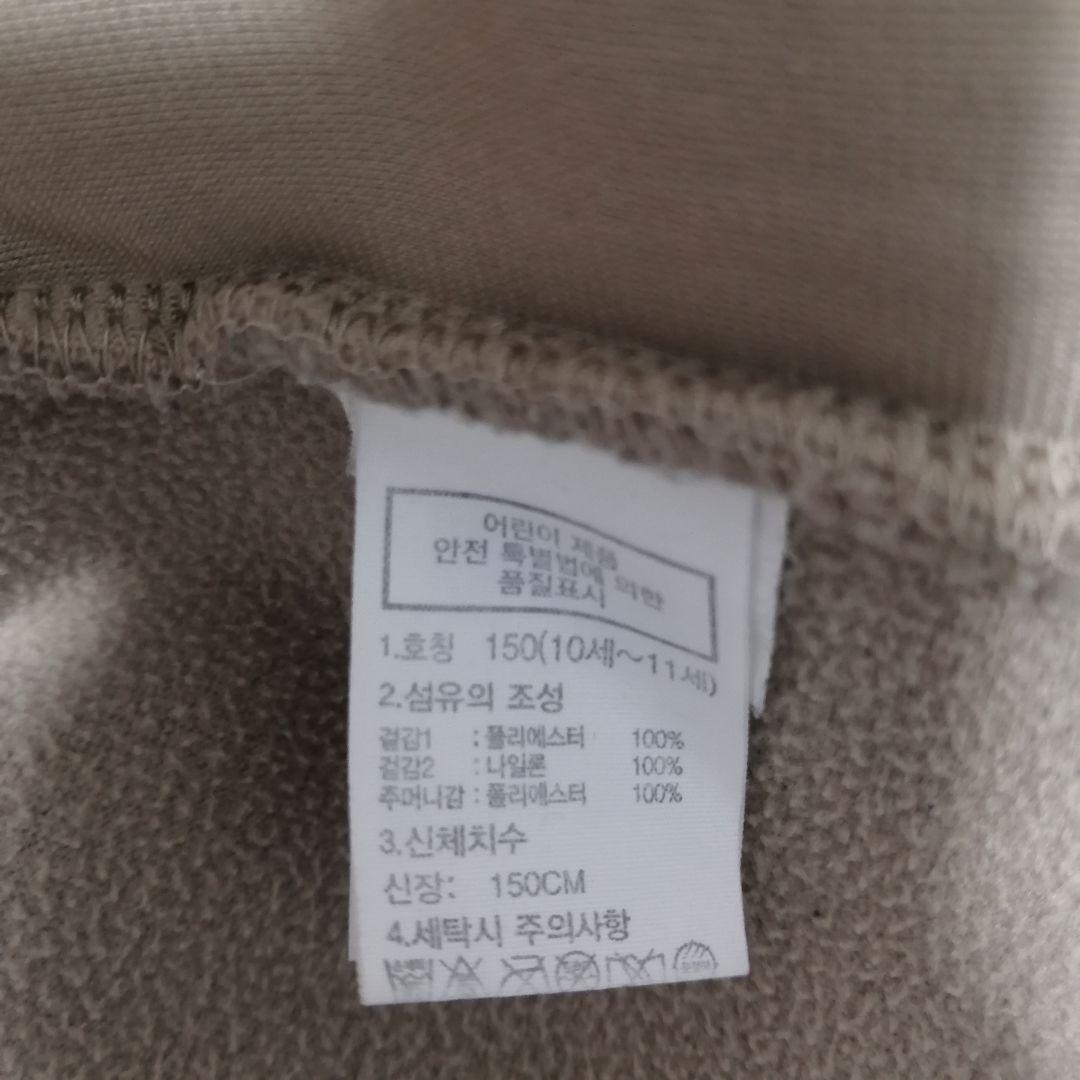 어린이 제품
안전 특별법에 의한
품질표시
1.호칭 150(10세~11세)
2.섬유의 조성
겉감1 : 폴리에스터 100%
겉감2 : 나일론 100%
주머니감 : 폴리에스터 100%
3.신체치수
신장: 150CM
4.세탁시 주의사항